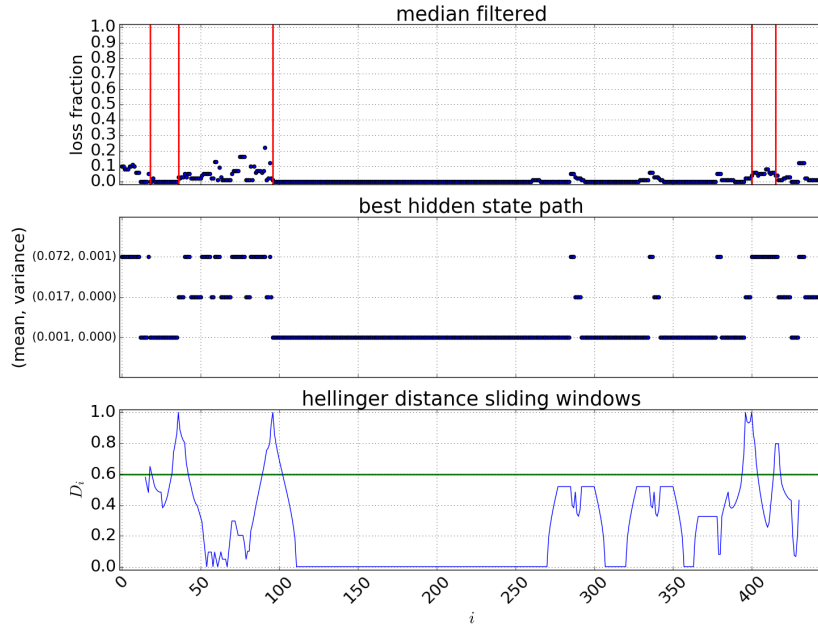 median filtered
loss fraction
1.0
0.9
0.8
0.7
0.6
0.5
0.4
0.3
0.2
0.1
0.0
best hidden state path
(mean, variance)
(0.072, 0.001)
(0.017, 0.000)
(0.001, 0.000)
hellinger distance sliding windows
D_i
1.0
0.8
0.6
0.4
0.2
0.0
0 50 100 150 200 250 300 350 400
i